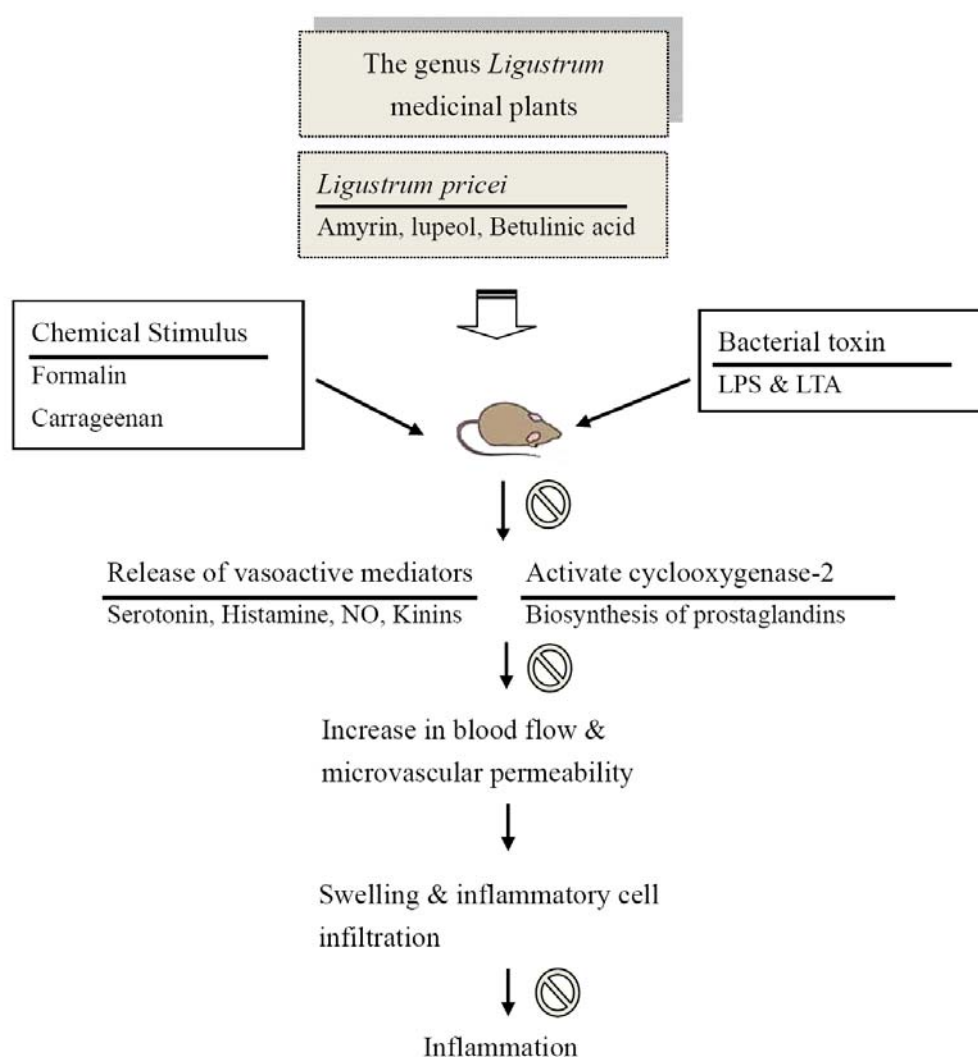 The genus Ligustrum
medicinal plants
Ligustrum pricei
Amyrin, lupeol, Betulinic acid
Chemical Stimulus
Formalin
Carrageenan
Bacterial toxin
LPS & LTA
Release of vasoactive mediators
Serotonin, Histamine, NO, Kinins
Activate cyclooxygenase-2
Biosynthesis of prostaglandins
Increase in blood flow &
microvascular permeability
Swelling & inflammatory cell
infiltration
Inflammation